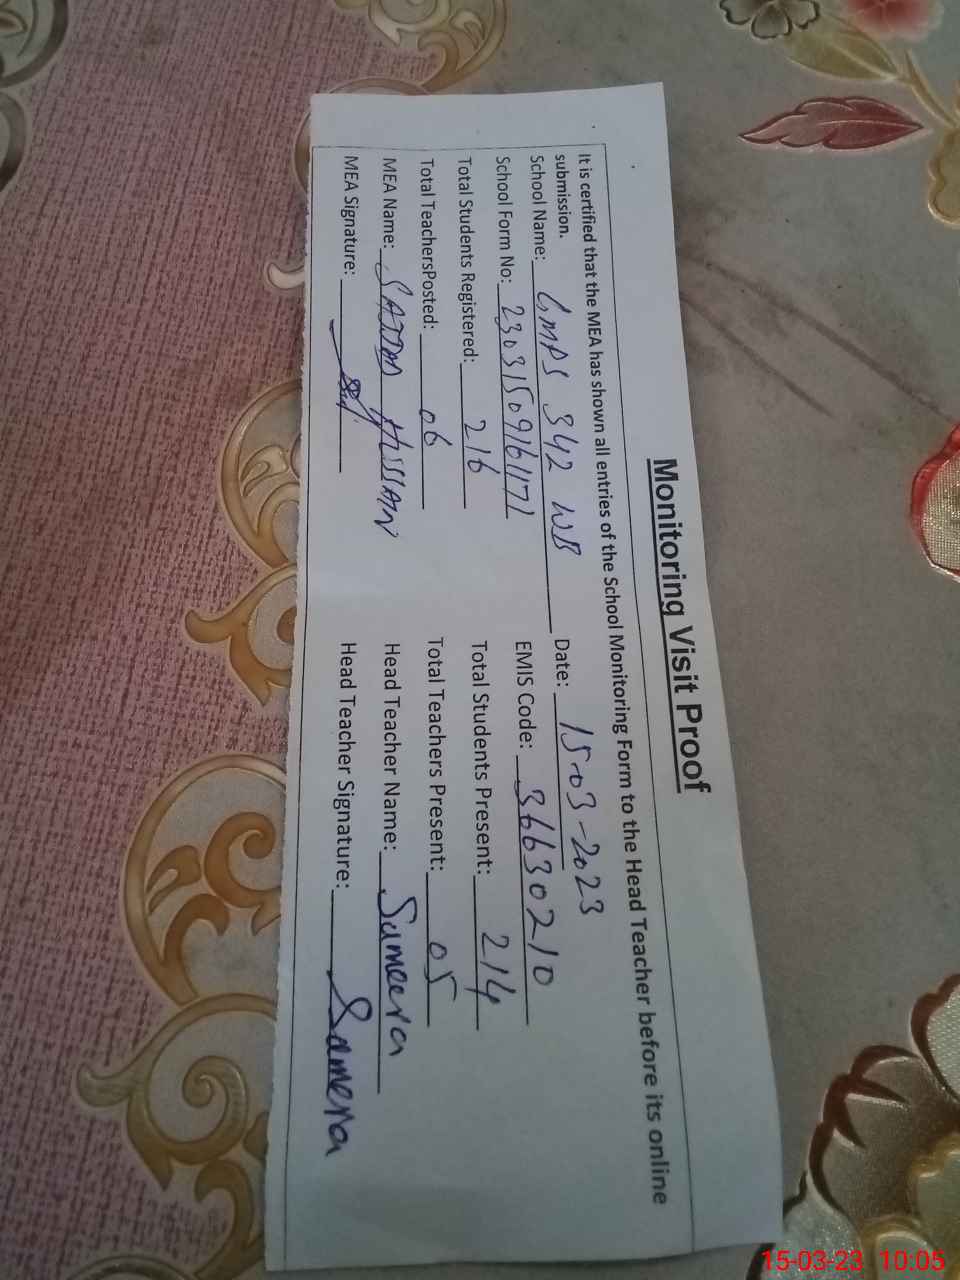 Monitoring Visit Proof
It is certified that the MEA has shown all entries of the School Monitoring Form to the Head Teacher before its online
submission.
School Name: GMPS 342 WB Date: 15-03-2023
School Form No: 23031509161172 EMIS Code: 36630210
Total Students Registered: 216 Total Students Present: 214
Total TeachersPosted: 06 Total Teachers Present: 05
MEA Name: SAJJAD HUSSAIN Head Teacher Name: Sameera
MEA Signature: Head Teacher Signature: Samera
15-03-23 10:05